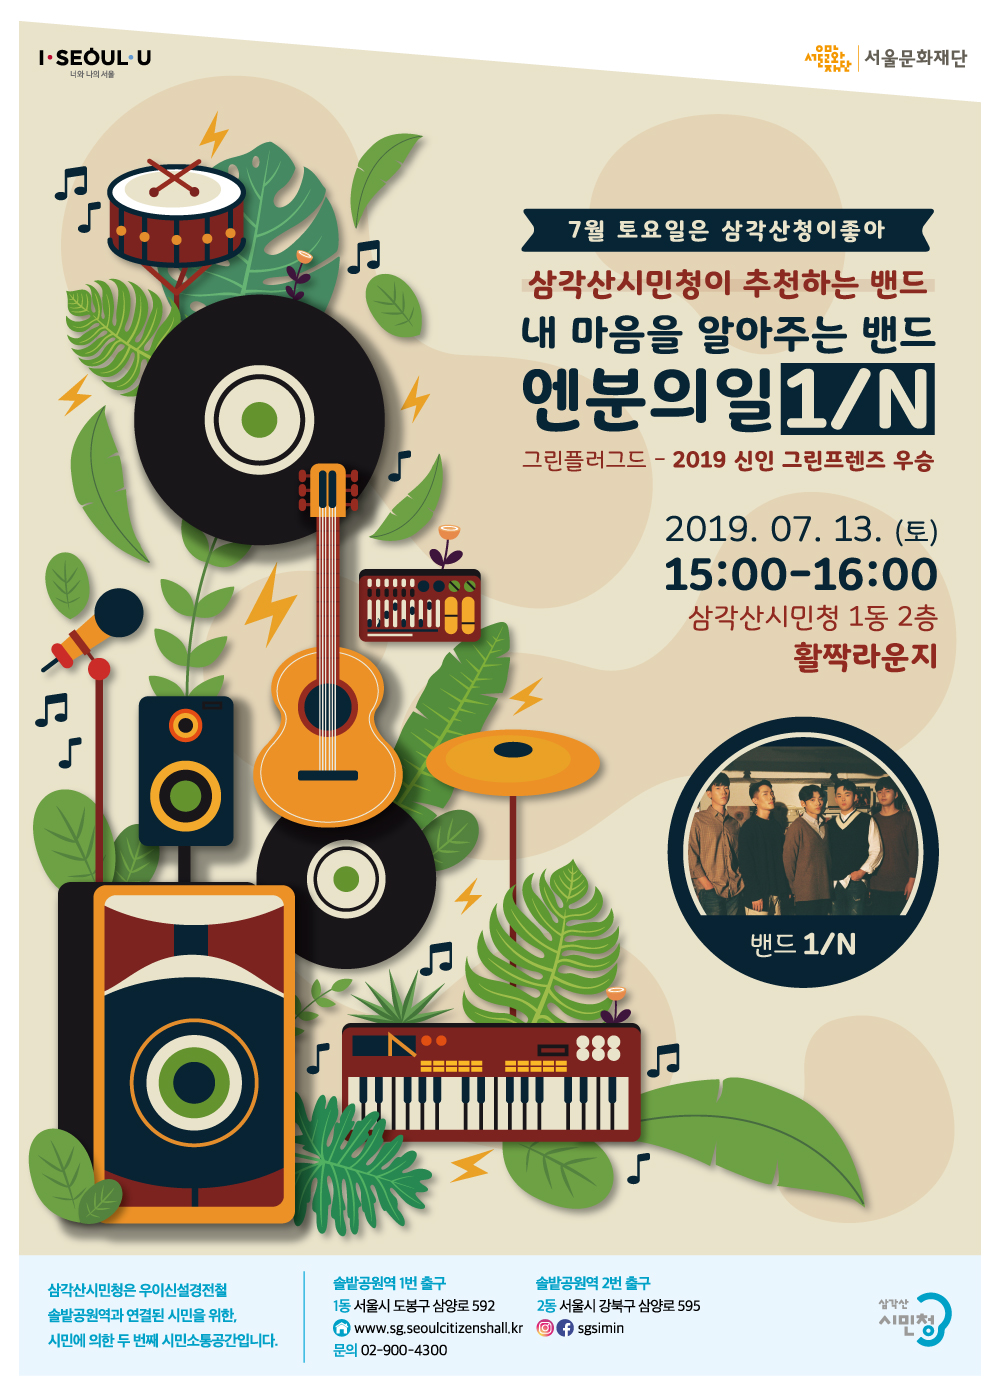 I·SEOUL·U
너와 나의 서울
서울문화재단
서울문화재단
7월 토요일은 삼각산청이좋아
삼각산시민청이 추천하는 밴드
내 마음을 알아주는 밴드
엔분의일 1/N
그린플러그드 - 2019 신인 그린프렌즈 우승
2019. 07. 13. (토)
15:00-16:00
삼각산시민청 1동 2층
활짝라운지
밴드 1/N
삼각산시민청은 우이신설경전철
솔밭공원역과 연결된 시민을 위한,
시민에 의한 두 번째 시민소통공간입니다.
솔밭공원역 1번 출구
1동 서울시 도봉구 삼양로 592
www.sg.seoulcitizenshall.kr
문의 02-900-4300
솔밭공원역 2번 출구
2동 서울시 강북구 삼양로 595
sgsimin
삼각산
시민청